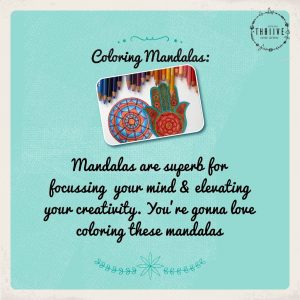 THRIIVE
Coloring Mandalas:
Mandalas are superb for
focussing your mind & elevating
your creativity. You're gonna love
coloring these mandalas